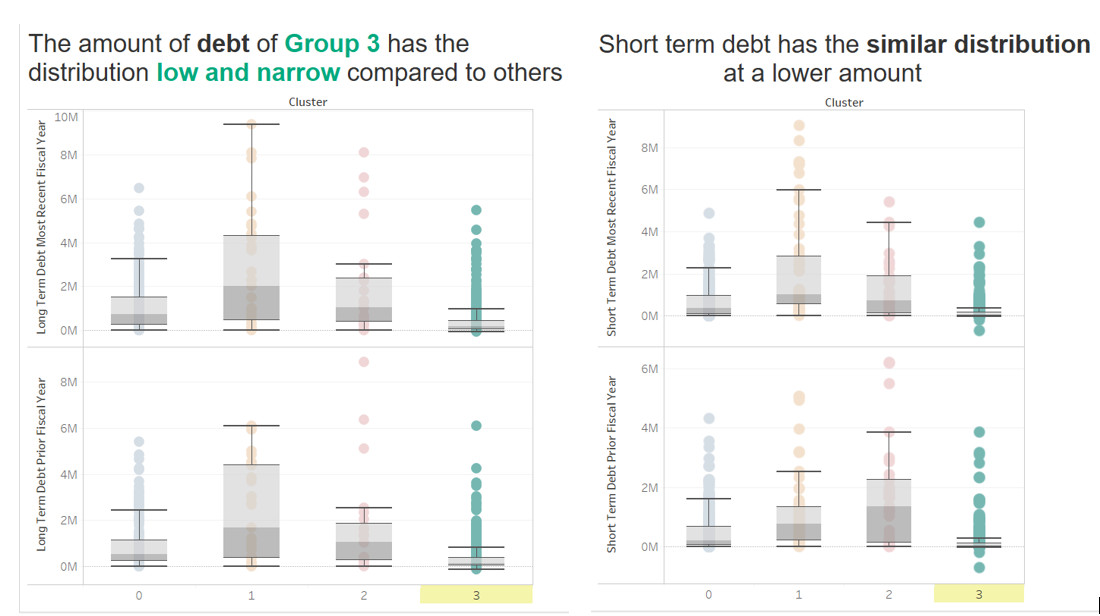 The amount of debt of Group 3 has the
distribution low and narrow compared to others
Cluster
Long Term Debt Most Recent Fiscal Year
10M
8M
6M
4M
2M
0M
Long Term Debt Prior Fiscal Year
8M
6M
4M
2M
0M
0 1 2 3
Short term debt has the similar distribution
at a lower amount
Cluster
Short Term Debt Most Recent Fiscal Year
8M
6M
4M
2M
0M
Short Term Debt Prior Fiscal Year
6M
4M
2M
0M
0 1 2 3